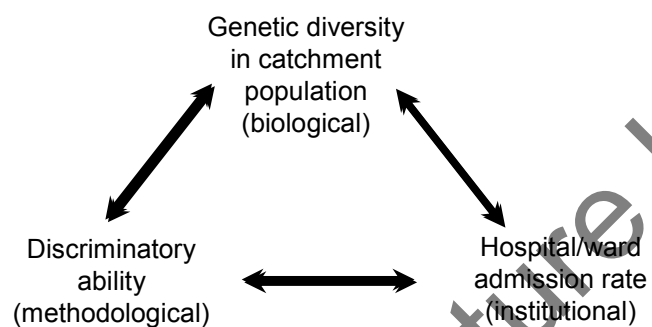 Genetic diversity
in catchment
population
(biological)
Discriminatory
ability
(methodological)
Hospital/ward
admission rate
(institutional)